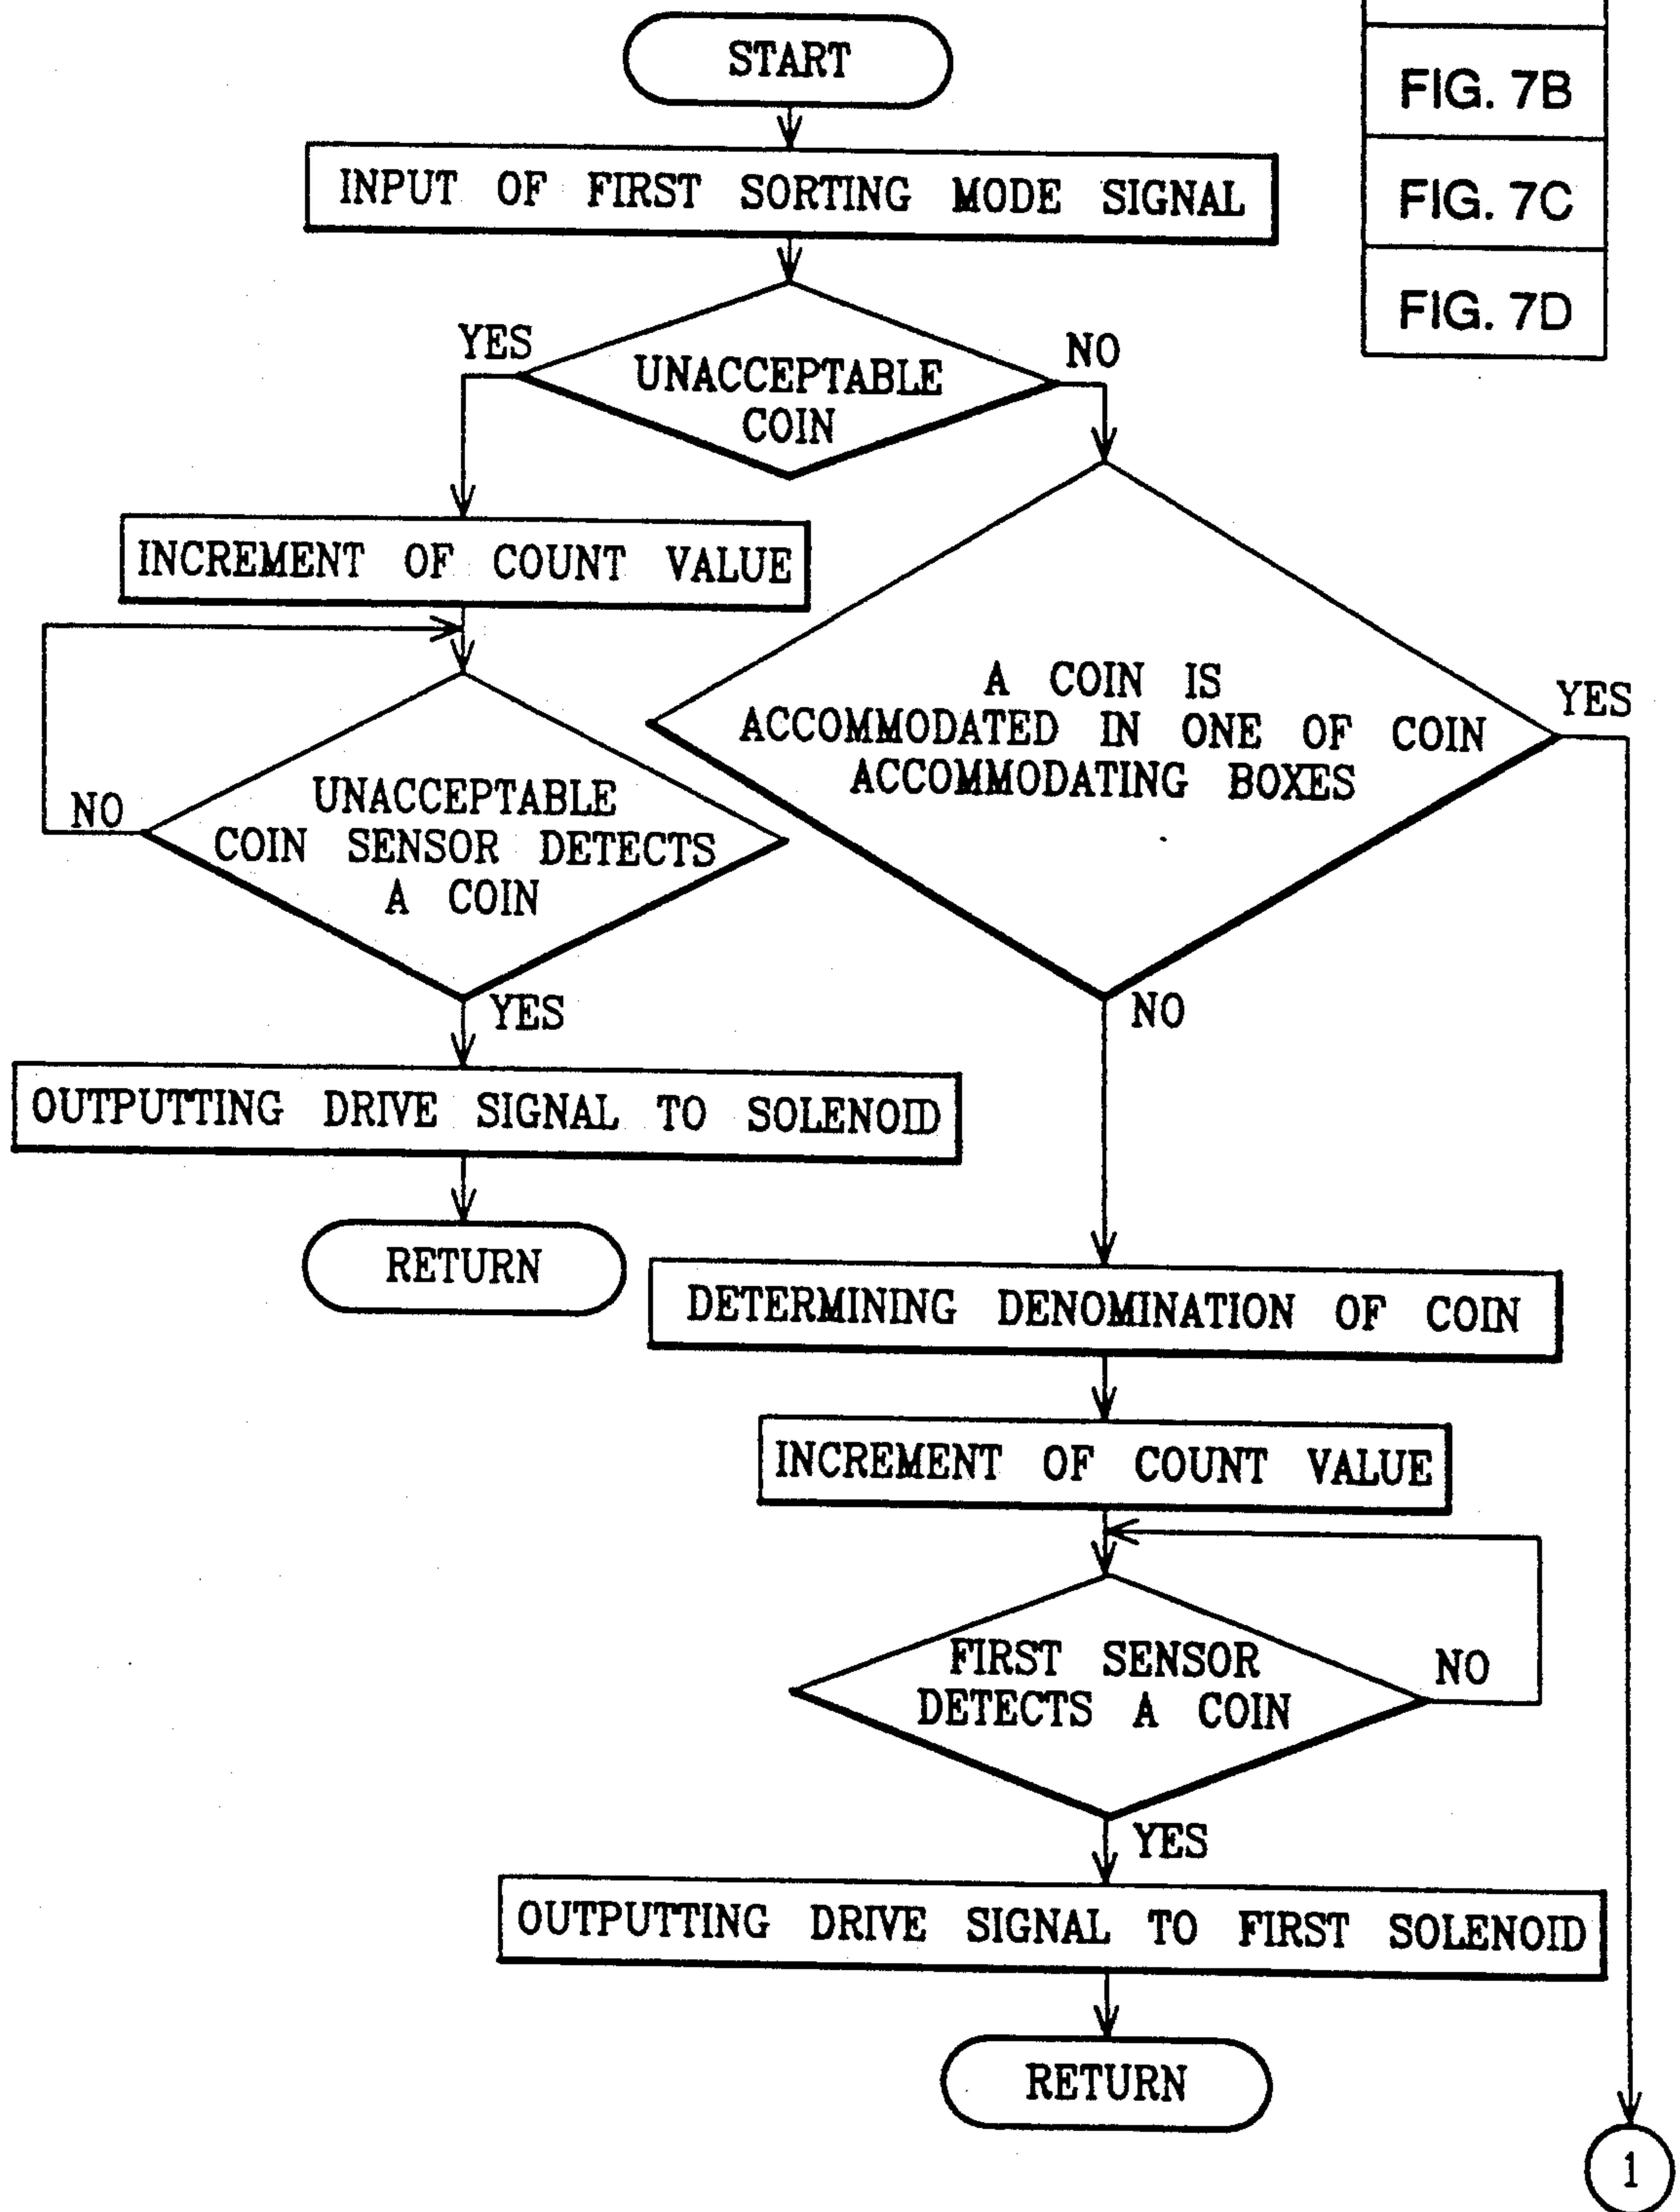 START
FIG. 7B
INPUT OF FIRST SORTING MODE SIGNAL
FIG. 7C
FIG. 7D
YES
NO
UNACCEPTABLE
COIN
INCREMENT OF COUNT VALUE
A COIN IS
ACCOMMODATED IN ONE OF COIN
ACCOMMODATING BOXES
YES
UNACCEPTABLE
COIN SENSOR DETECTS
A COIN
NO
YES
NO
OUTPUTTING DRIVE SIGNAL TO SOLENOID
RETURN
DETERMINING DENOMINATION OF COIN
INCREMENT OF COUNT VALUE
FIRST SENSOR
DETECTS A COIN
NO
YES
OUTPUTTING DRIVE SIGNAL TO FIRST SOLENOID
RETURN
1